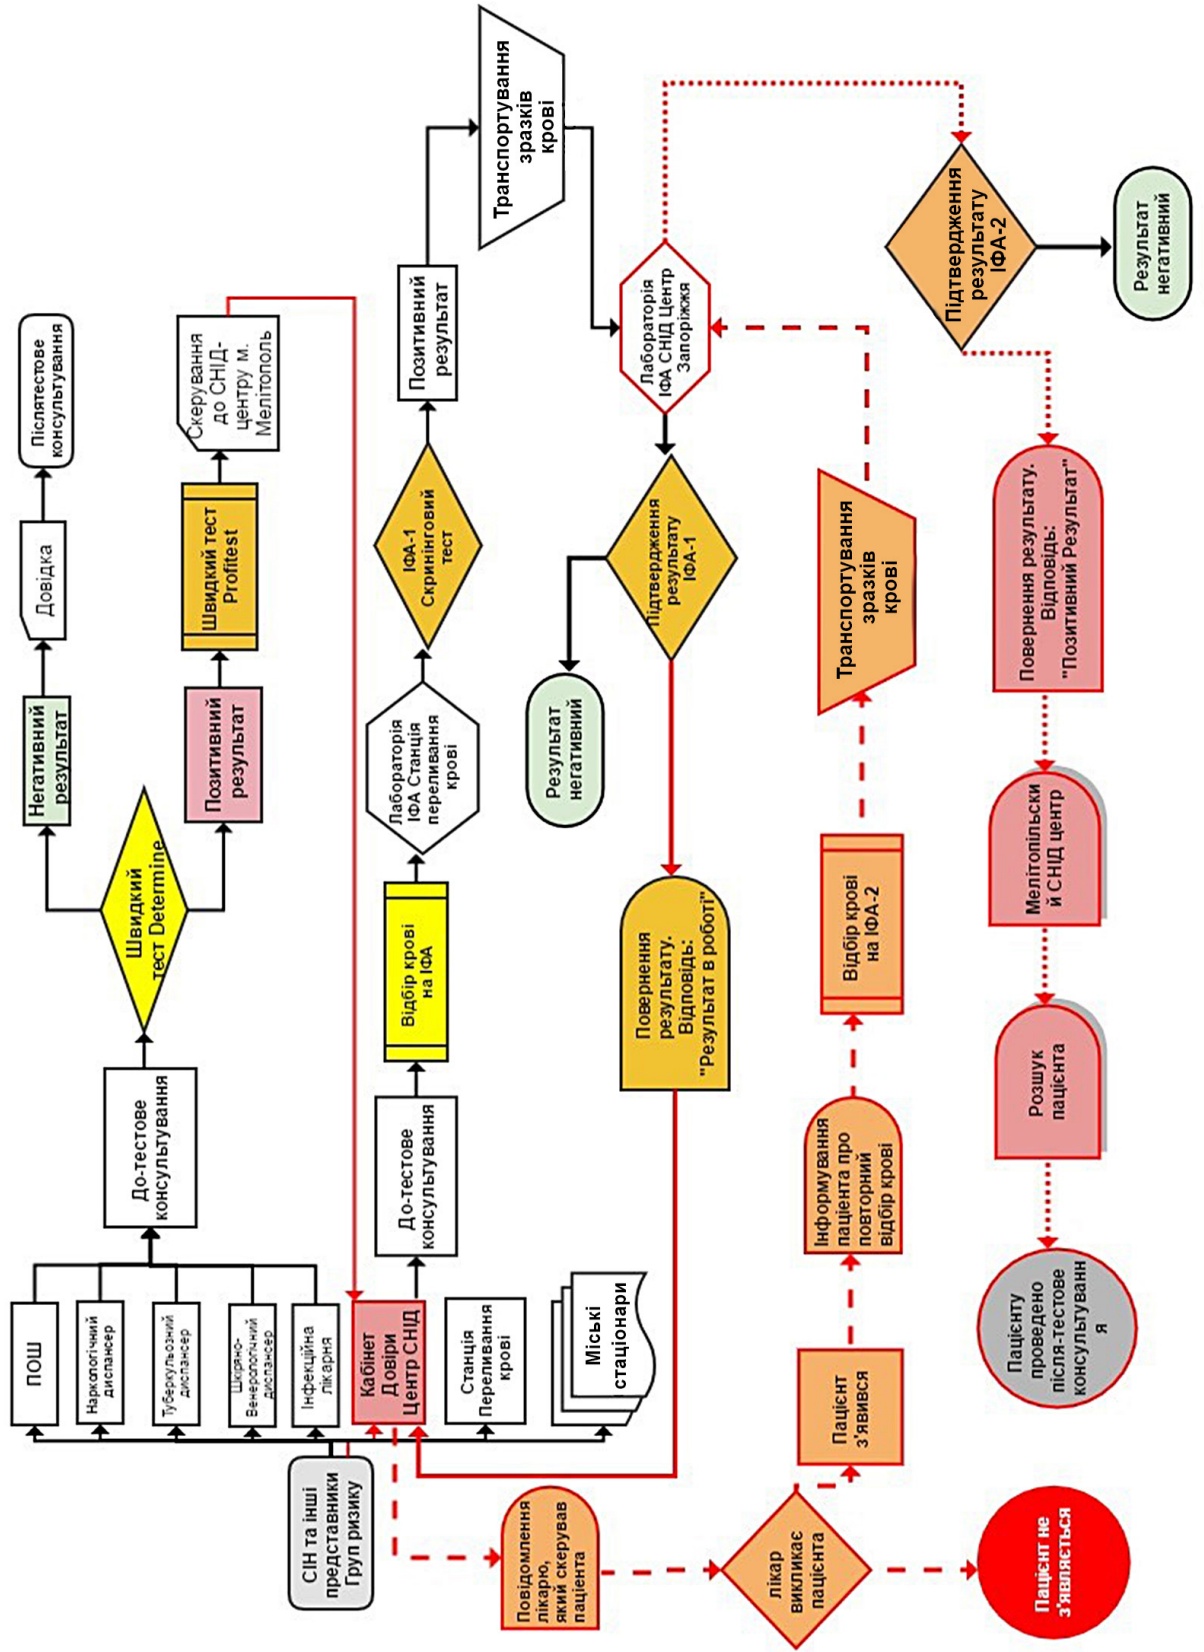 СІН та інші
представники
Груп ризику
ПОШ
Наркологічний
диспансер
Туберкульозний
диспансер
Шкіряно-
Венерологічний
диспансер
Інфекційна
лікарня
Кабінет
Довіри
Центр СНІД
Станція
Переливання
крові
Міські
стаціонари
До-тестове
консультування
Швидкий
тест Determine
Негативний
результат
Довідка
Післятестове
консультування
Позитивний
результат
Швидкий тест
Profitest
Скерування
до СНІД-
центру м.
Мелітополь
До-тестове
консультування
Відбір крові
на ІФА
Лабораторія
ІФА Станція
переливання
крові
ІФА-1
Скринінговий
тест
Позитивний
результат
Транспортування
зразків
крові
Лабораторія
ІФА СНІД Центр
Запоріжжя
Підтвердження
результату
ІФА-1
Результат
негативний
Повернення
результату.
Відповідь:
"Результат в роботі"
Повідомлення
лікарю,
який скерував
пацієнта
лікар
викликає
пацієнта
Пацієнт не
з'являється
Пацієнт
з'явився
Інформування
пацієнта про
повторний
відбір крові
Відбір крові
на ІФА-2
Транспортування
зразків
крові
Підтвердження
результату
ІФА-2
Результат
негативний
Повернення результату.
Відповідь:
"Позитивний Результат"
Мелітопільськи
й СНІД центр
Розшук
пацієнта
Пацієнту
проведено
після-тестове
консультуванн
я